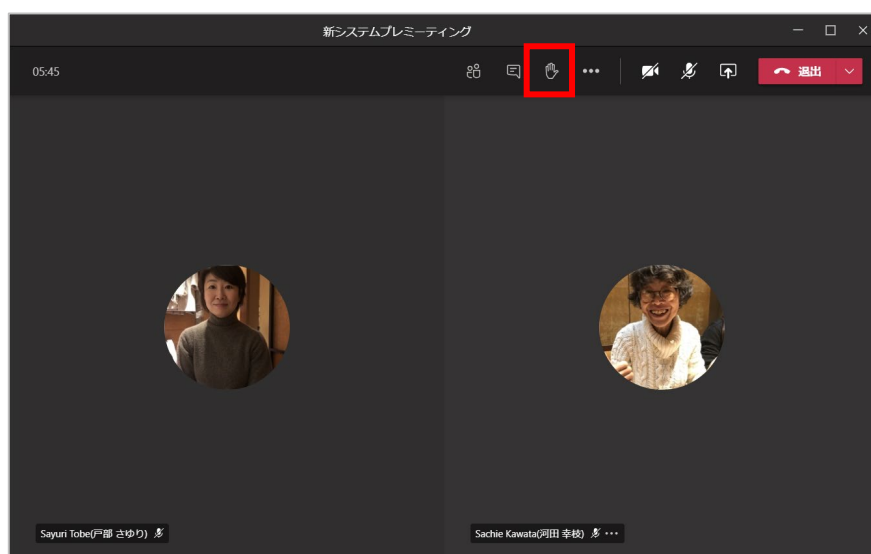 新システムプレミーティング
05:45
退出
Sayuri Tobe(戸部 さゆり)
Sachie Kawata(河田 幸枝)